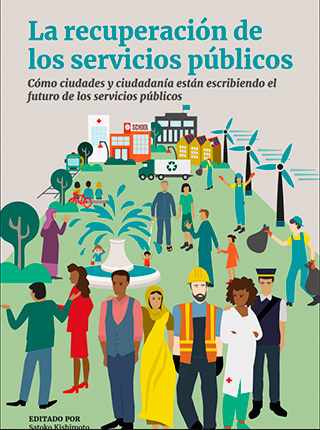 La recuperación de
los servicios públicos
Cómo ciudades y ciudadanía están escribiendo el
futuro de los servicios públicos
SCHOOL
EDITADO POR
Satoko Kishimoto